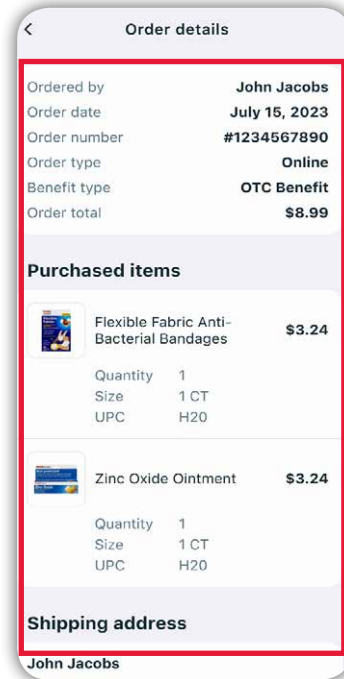 Order details
Ordered by John Jacobs
Order date July 15, 2023
Order number #1234567890
Order type Online
Benefit type OTC Benefit
Order total $8.99
Purchased items
Flexible Fabric Anti-
Bacterial Bandages $3.24
Quantity 1
Size 1 CT
UPC H20
Zinc Oxide Ointment $3.24
Quantity 1
Size 1 CT
UPC H20
Shipping address
John Jacobs